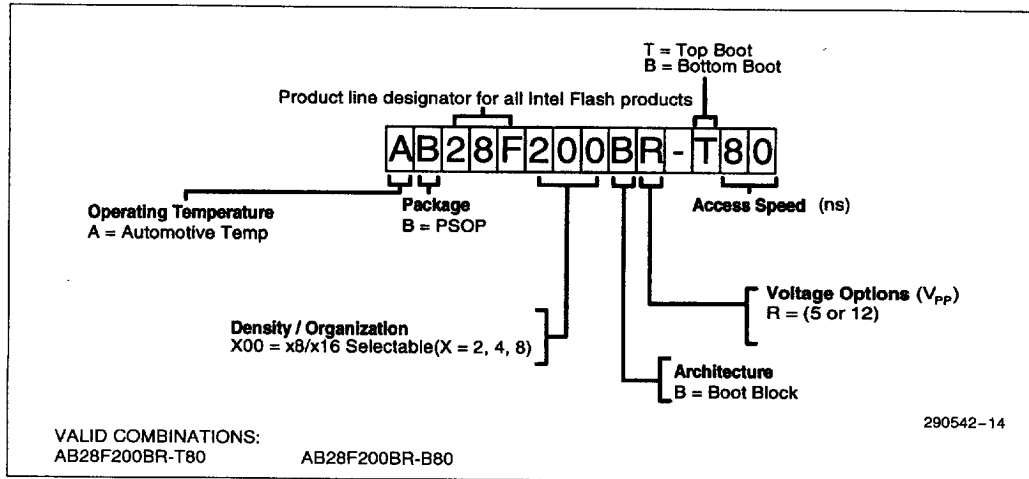 T = Top Boot
B = Bottom Boot
Product line designator for all Intel Flash products
AB28F200BR-T80
Operating Temperature
A = Automotive Temp
Package
B = PSOP
Access Speed (ns)
Voltage Options (VPP)
R = (5 or 12)
Density / Organization
X00 = x8/x16 Selectable(X = 2, 4, 8)
Architecture
B = Boot Block
290542-14
VALID COMBINATIONS:
AB28F200BR-T80 AB28F200BR-B80